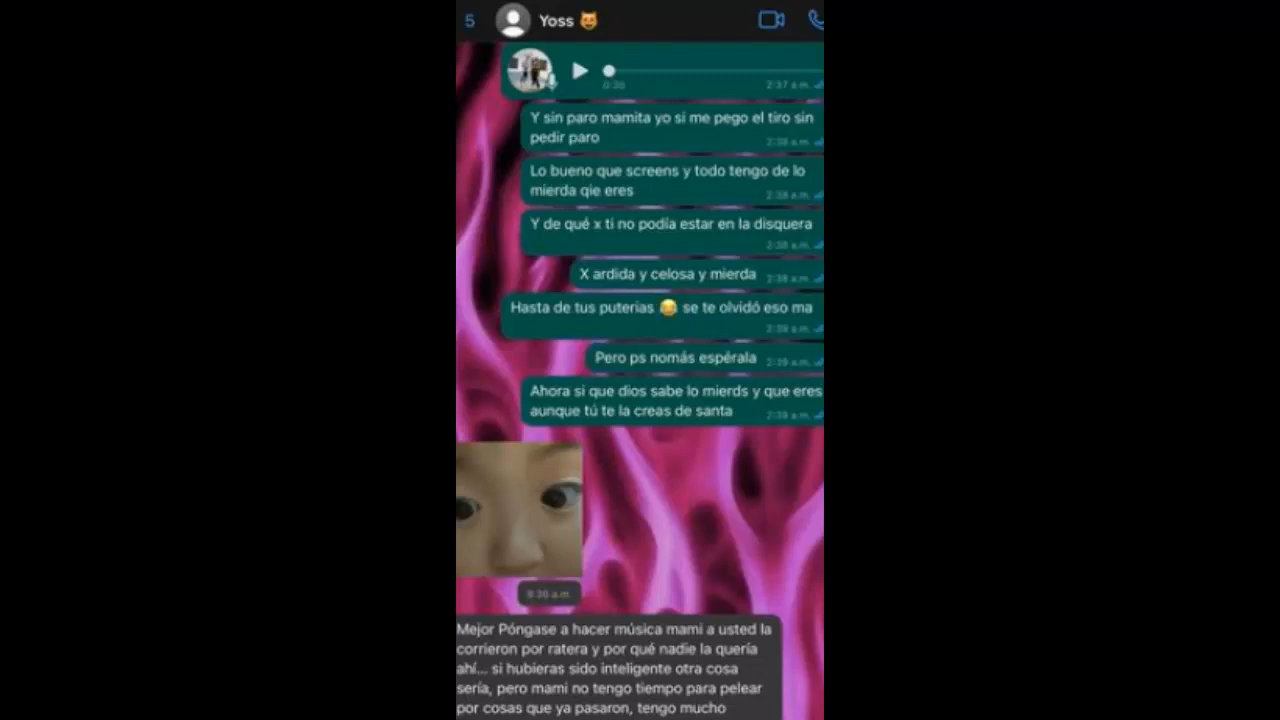 5 Yoss
0:36 2:37 a.m.
Y sin paro mamita yo si me pego el tiro sin
pedir paro
2:38 a.m.
Lo bueno que screens y todo tengo de lo
mierda qie eres
2:38 a.m.
Y de qué x ti no podía estar en la disquera
2:38 a.m.
X ardida y celosa y mierda 2:38 a.m.
Hasta de tus puterias 😂 se te olvidó eso ma
2:39 a.m.
Pero ps nomás espérala 2:39 a.m.
Ahora si que dios sabe lo mierds y que eres
aunque tú te la creas de santa 2:39 a.m.
8:36 a.m.
Mejor Póngase a hacer música mami a usted la
corrieron por ratera y por qué nadie la quería
ahí... si hubieras sido inteligente otra cosa
sería, pero mami no tengo tiempo para pelear
por cosas que ya pasaron, tengo mucho